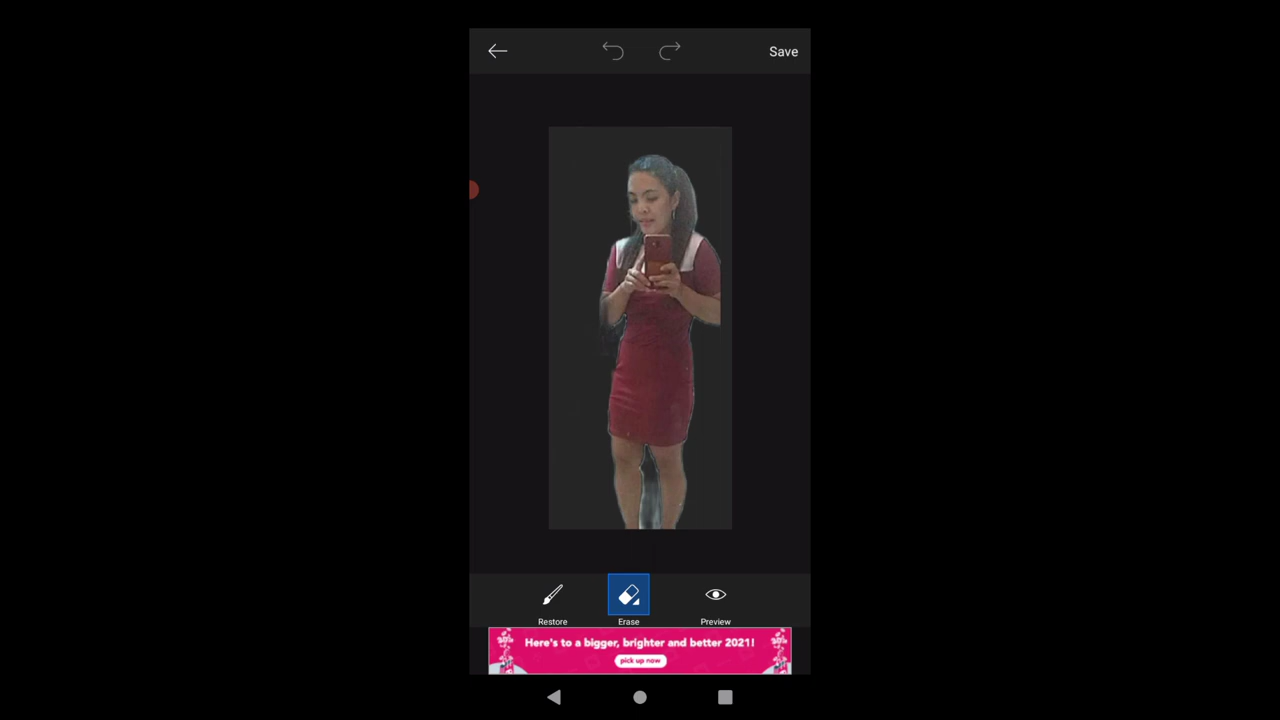 Save
Restore
Erase
Preview
Here's to a bigger, brighter and better 2021!
pick up now